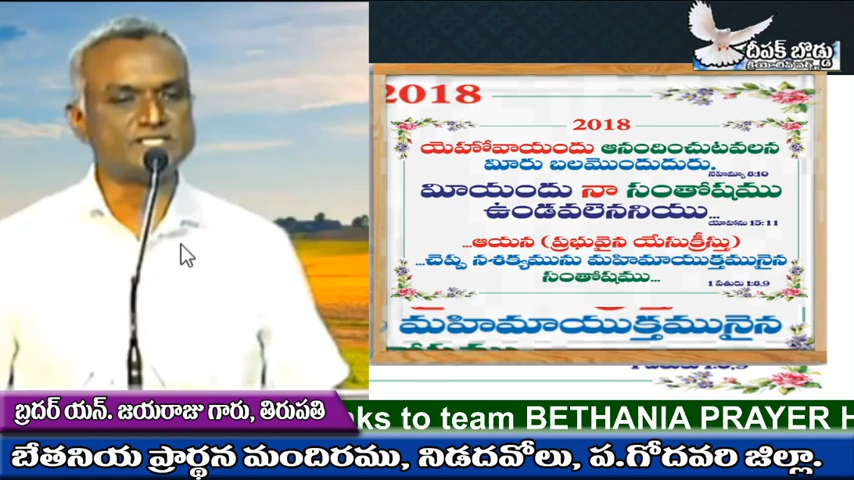 దీపక్ బొడ్డు
క్రియేటివ్ వర్క్స్
2018
2018
యెహోవాయందు ఆనందించుటవలన
మీరు బలమొందుదురు.
నెహెమ్యా 8:10
మీయందు నా సంతోషము
ఉండవలెననియు...
యోహాను 15:11
...ఆయన (ప్రభువైన యేసుక్రీస్తు)
...చెప్ప నశక్యమును మహిమాయుక్తమునైన
సంతోషము...
1 పేతురు 1:8,9
మహిమాయుక్తమునైన
బ్రదర్ యన్. జయరాజు గారు, తిరుపతి
ks to team BETHANIA PRAYER H
బేతనియ ప్రార్థన మందిరము, నిడదవోలు, ప.గోదవరి జిల్లా.